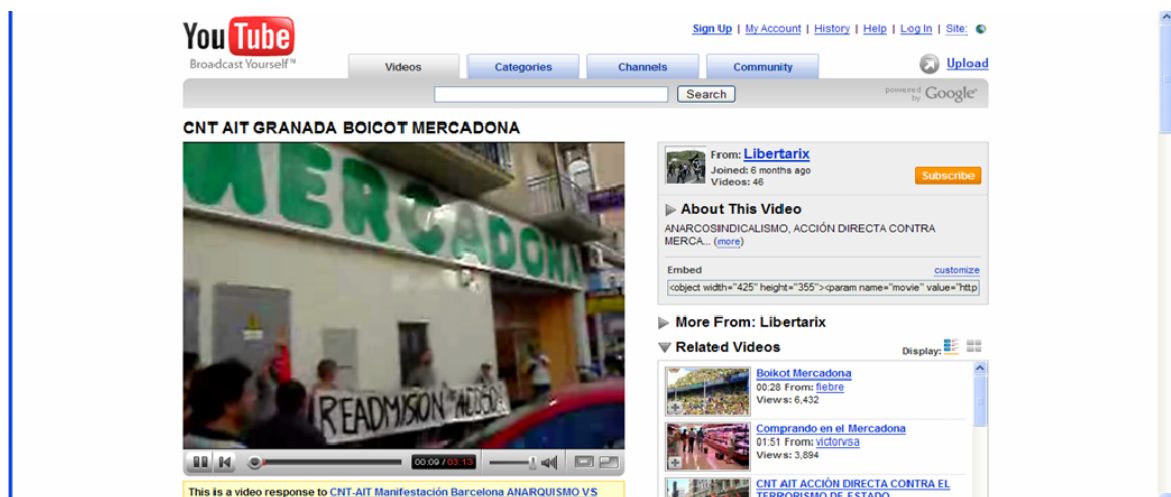 You Tube
Broadcast Yourself™
Sign Up | My Account | History | Help | Log In | Site:
Videos
Categories
Channels
Community
Upload
Search
powered by Google
CNT AIT GRANADA BOICOT MERCADONA
MERCADONA
READMISION
00:09 / 03:13
This is a video response to CNT-AIT Manifestación Barcelona ANARQUISMO VS
From: Libertarix
Joined: 6 months ago
Videos: 46
Subscribe
About This Video
ANARCOSINDICALISMO, ACCIÓN DIRECTA CONTRA
MERCA... (more)
Embed
customize
<object width="425" height="355"><param name="movie" value="http
More From: Libertarix
Related Videos
Display:
Boikot Mercadona
00:28 From: fiebre
Views: 6,432
Comprando en el Mercadona
01:51 From: victorvsa
Views: 3,894
CNT AIT ACCIÓN DIRECTA CONTRA EL
TERRORISMO DE ESTADO